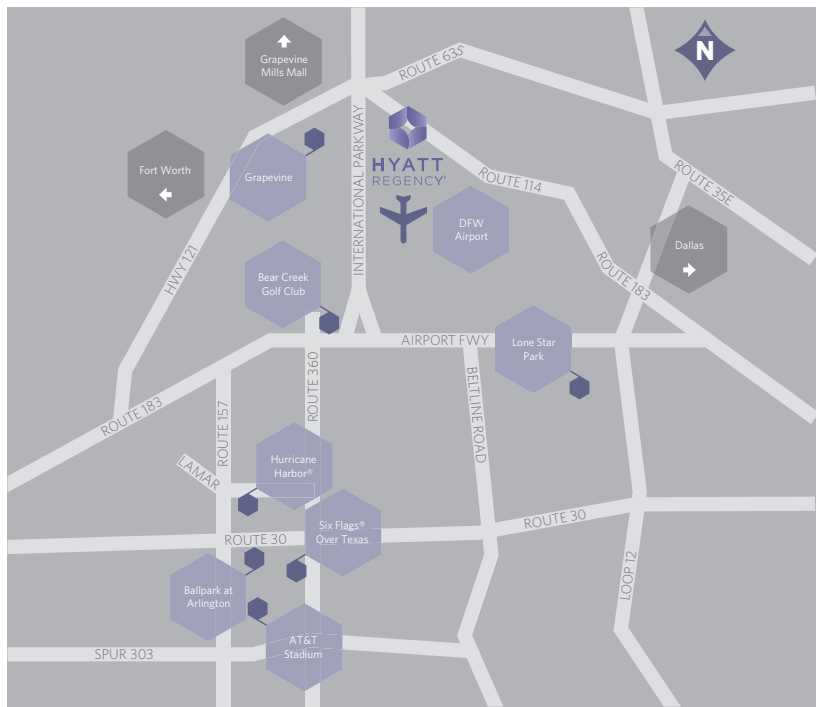 Grapevine
Mills Mall
N
ROUTE 635
Fort Worth
Grapevine
INTERNATIONAL PARKWAY
HYATT
REGENCY®
ROUTE 114
ROUTE 35E
DFW
Airport
Dallas
HWY 121
Bear Creek
Golf Club
ROUTE 183
AIRPORT FWY
Lone Star
Park
ROUTE 360
ROUTE 183
ROUTE 157
BELTLINE ROAD
LAMAR
Hurricane
Harbor®
Six Flags®
Over Texas
ROUTE 30
ROUTE 30
LOOP 12
Ballpark at
Arlington
AT&T
Stadium
SPUR 303